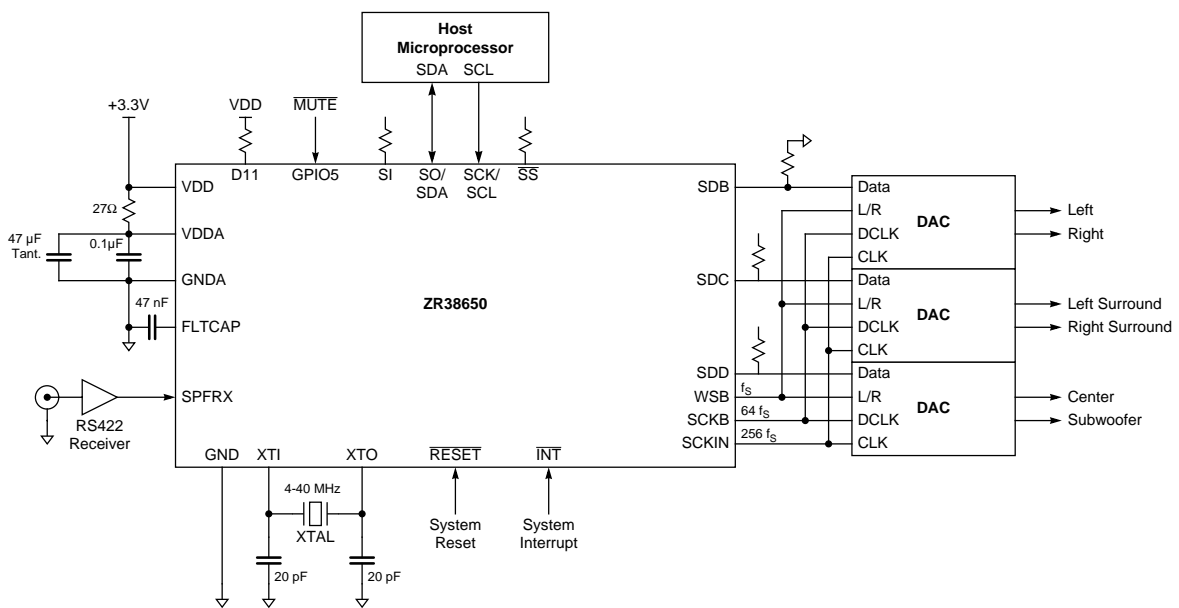 Host
Microprocessor
SDA SCL
+3.3V
VDD
MUTE
D11
GPIO5
SI
SO/
SDA
SCK/
SCL
SS
VDD
27Ω
VDDA
47 µF
Tant.
0.1µF
GNDA
47 nF
FLTCAP
SPFRX
RS422
Receiver
ZR38650
GND
XTI
XTO
RESET
INT
4-40 MHz
XTAL
20 pF
20 pF
System
Reset
System
Interrupt
SDB
SDC
SDD
WSB
fS
SCKB
64 fS
SCKIN
256 fS
Data
L/R
DCLK
CLK
DAC
Left
Right
Data
L/R
DCLK
CLK
DAC
Left Surround
Right Surround
Data
L/R
DCLK
CLK
DAC
Center
Subwoofer